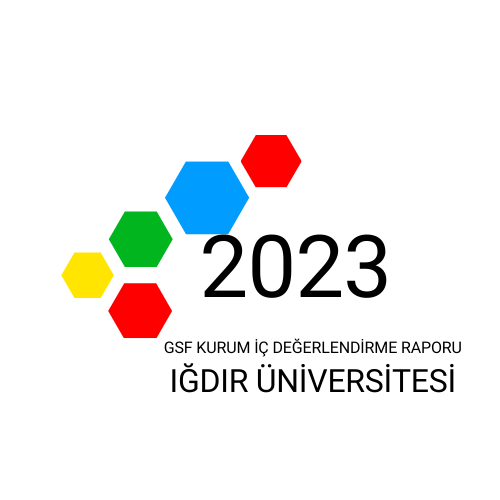 2023
GSF KURUM İÇ DEĞERLENDİRME RAPORU
IĞDIR ÜNİVERSİTESİ